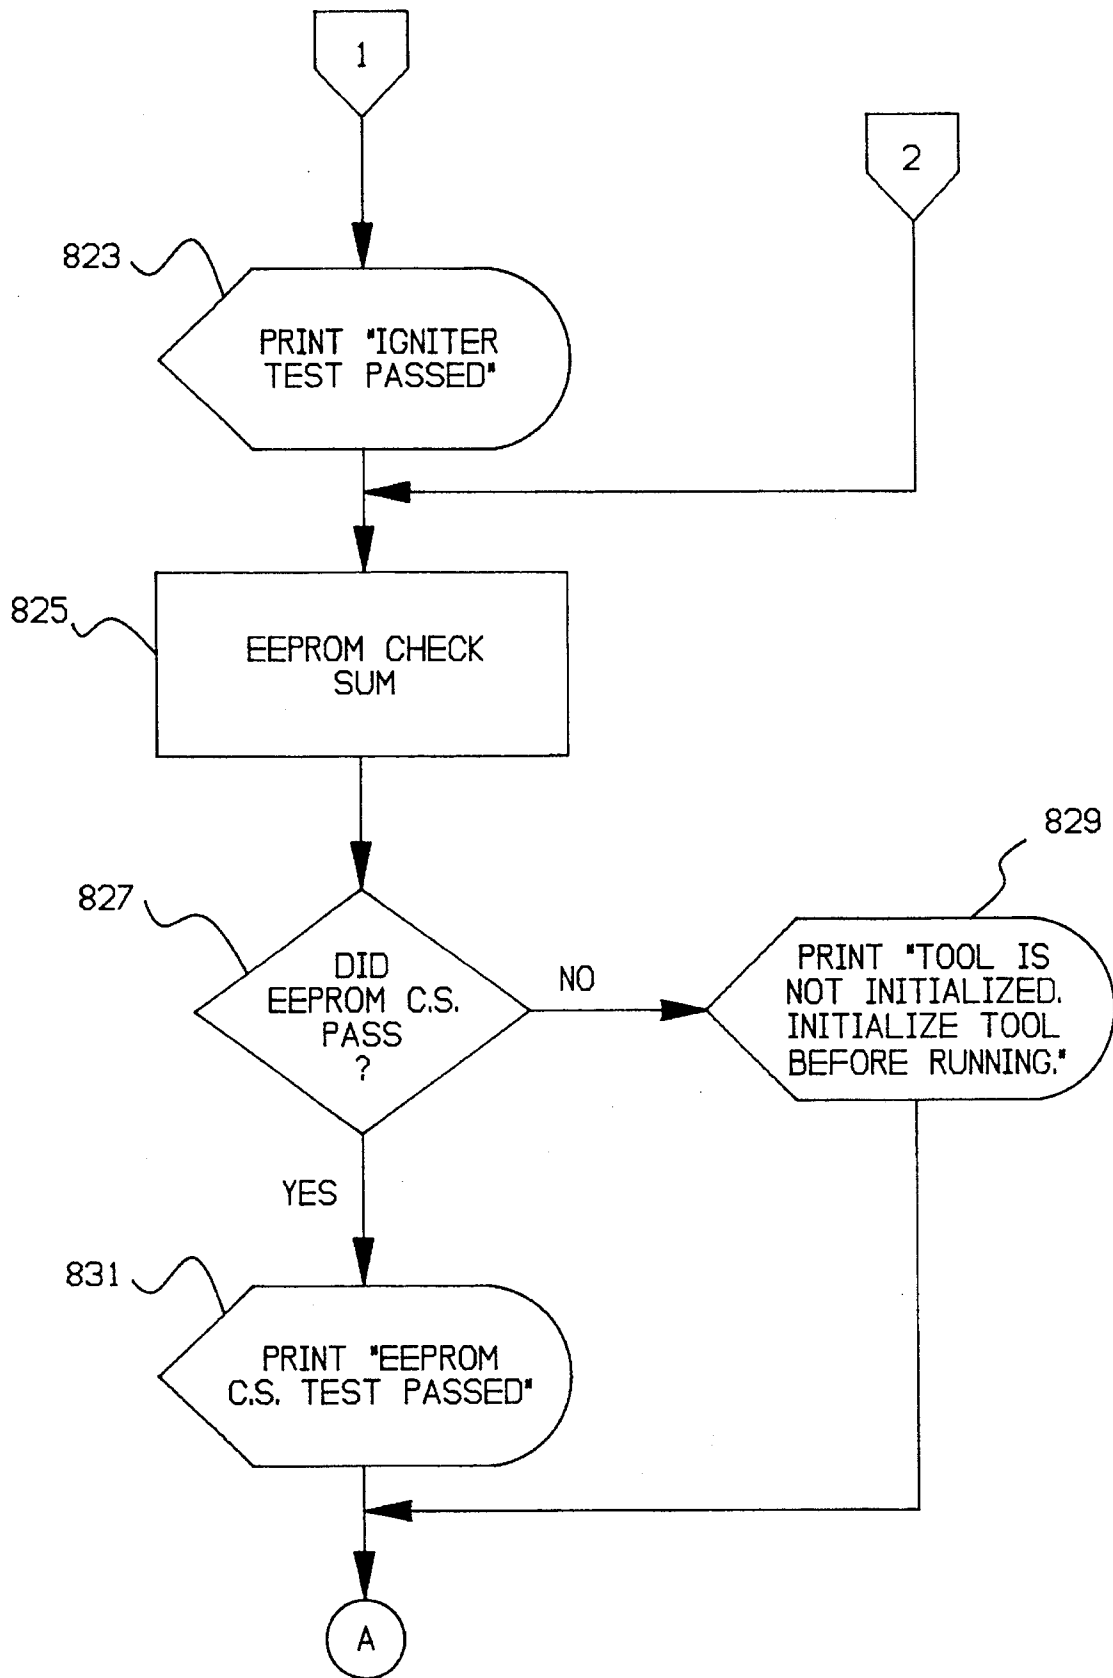 1
2
823
PRINT "IGNITER
TEST PASSED"
825
EEPROM CHECK
SUM
829
827
DID
EEPROM C.S.
PASS
?
NO
PRINT "TOOL IS
NOT INITIALIZED.
INITIALIZE TOOL
BEFORE RUNNING."
YES
831
PRINT "EEPROM
C.S. TEST PASSED"
A